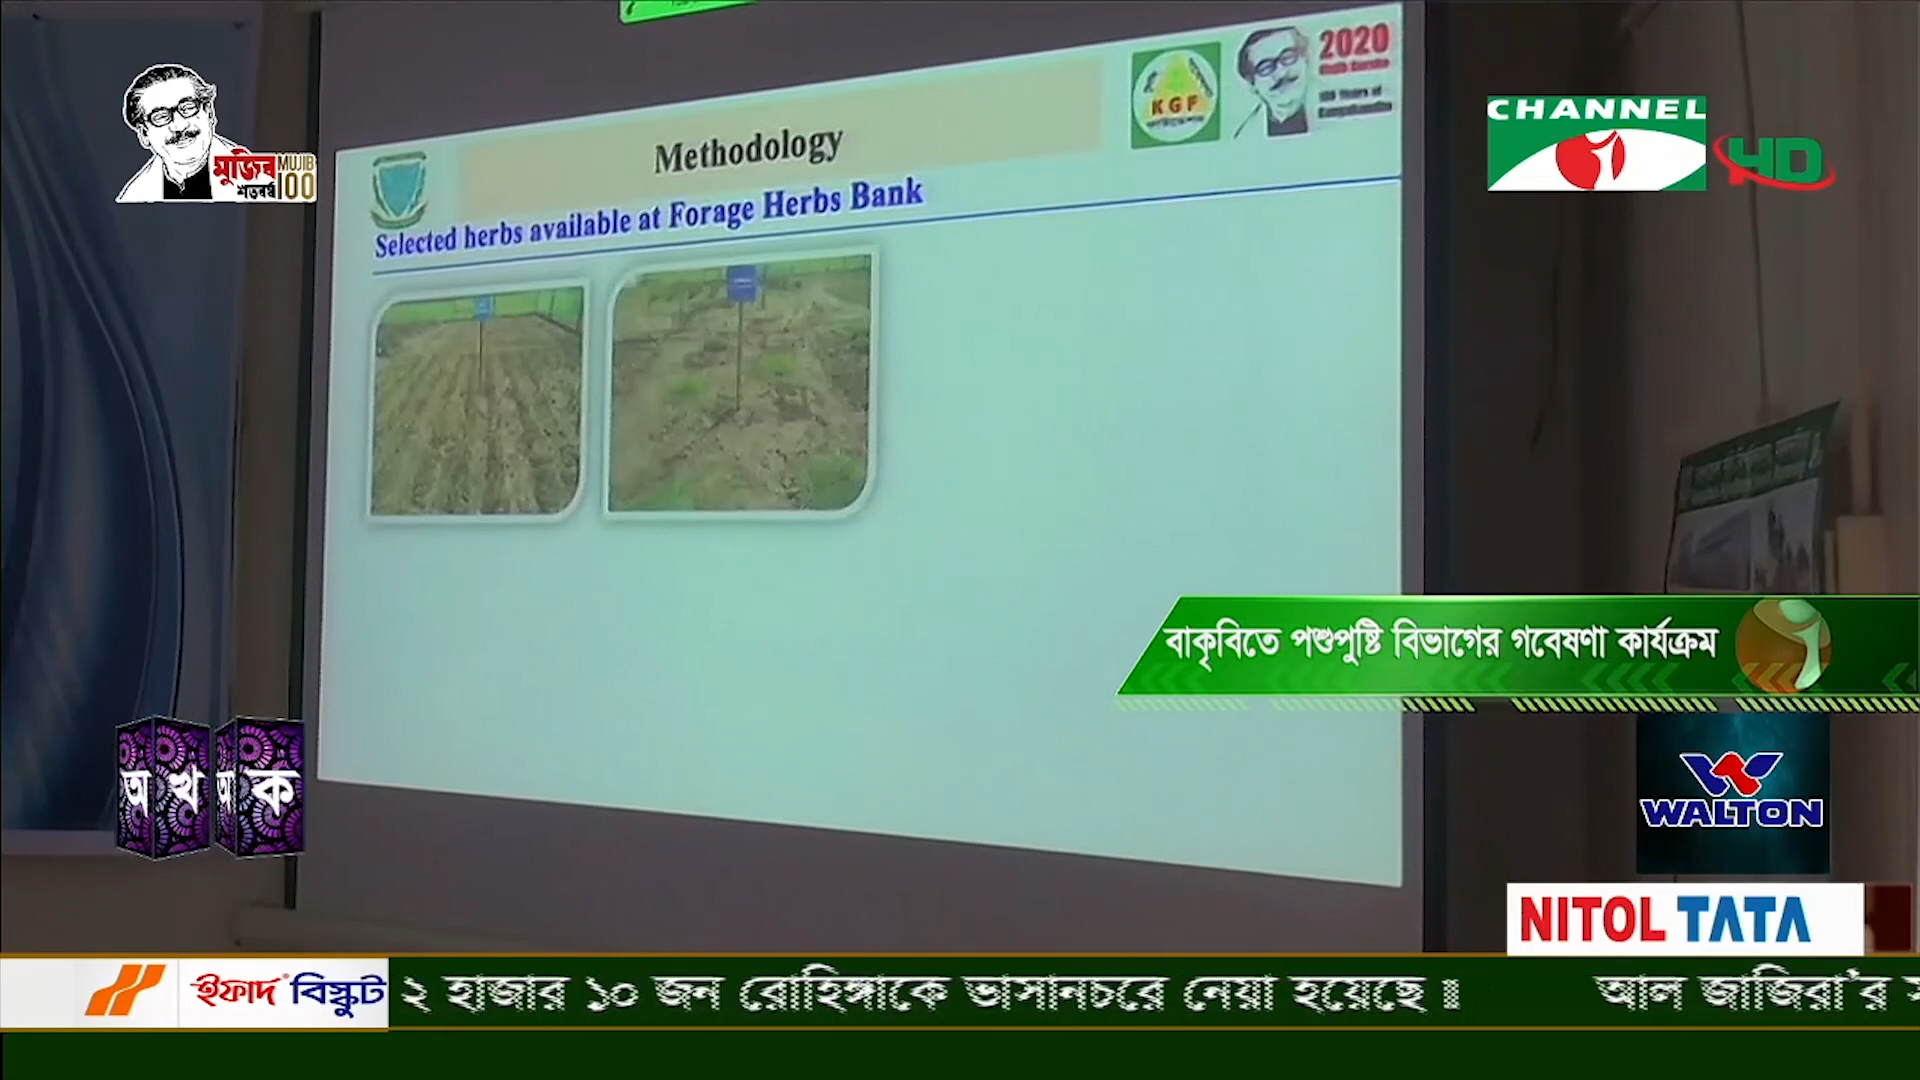 Methodology
Selected herbs available at Forage Herbs Bank
KGF
2020
মুজিব
শতবর্ষ
MUJIB
100
CHANNEL
HD
বাকৃবিতে পশুপুষ্টি বিভাগের গবেষণা কার্যক্রম
অ খ অ ক
WALTON
NITOL TATA
ইফাদ বিস্কুট
২ হাজার ১০ জন রোহিঙ্গাকে ভাসানচরে নেয়া হয়েছে ॥ আল জাজিরা'র